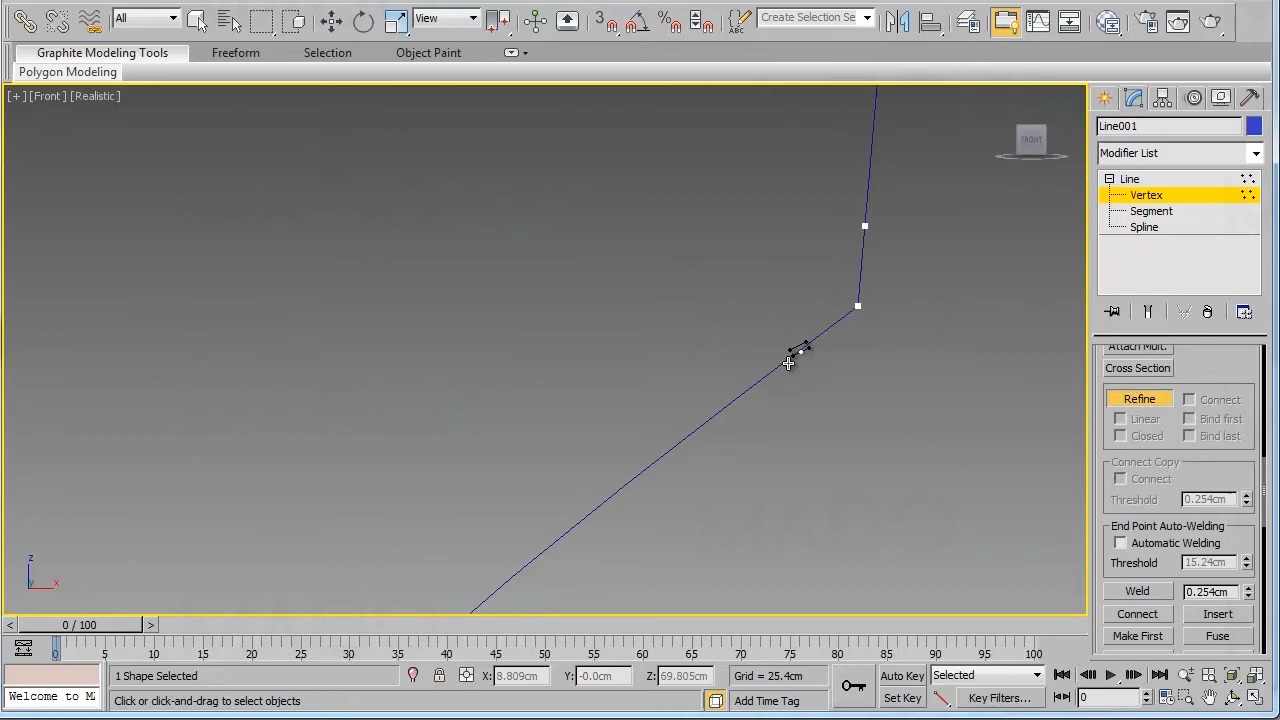 All
View
3
Create Selection Se
ABC
Graphite Modeling Tools
Freeform
Selection
Object Paint
Polygon Modeling
[+] [Front] [Realistic]
FRONT
Line001
Modifier List
Line
Vertex
Segment
Spline
Attach Mult.
Cross Section
Refine
Connect
Linear
Bind first
Closed
Bind last
Connect Copy
Connect
Threshold
0.254cm
End Point Auto-Welding
Automatic Welding
Threshold
15.24cm
Weld
0.254cm
Connect
Insert
Make First
Fuse
z
y
x
0 / 100
0
5
10
15
20
25
30
35
40
45
50
55
60
65
70
75
80
85
90
95
100
1 Shape Selected
X: 8.809cm
Y: -0.0cm
Z: 69.805cm
Grid = 25.4cm
Auto Key
Selected
Welcome to
Click or click-and-drag to select objects
Add Time Tag
Set Key
Key Filters...
0